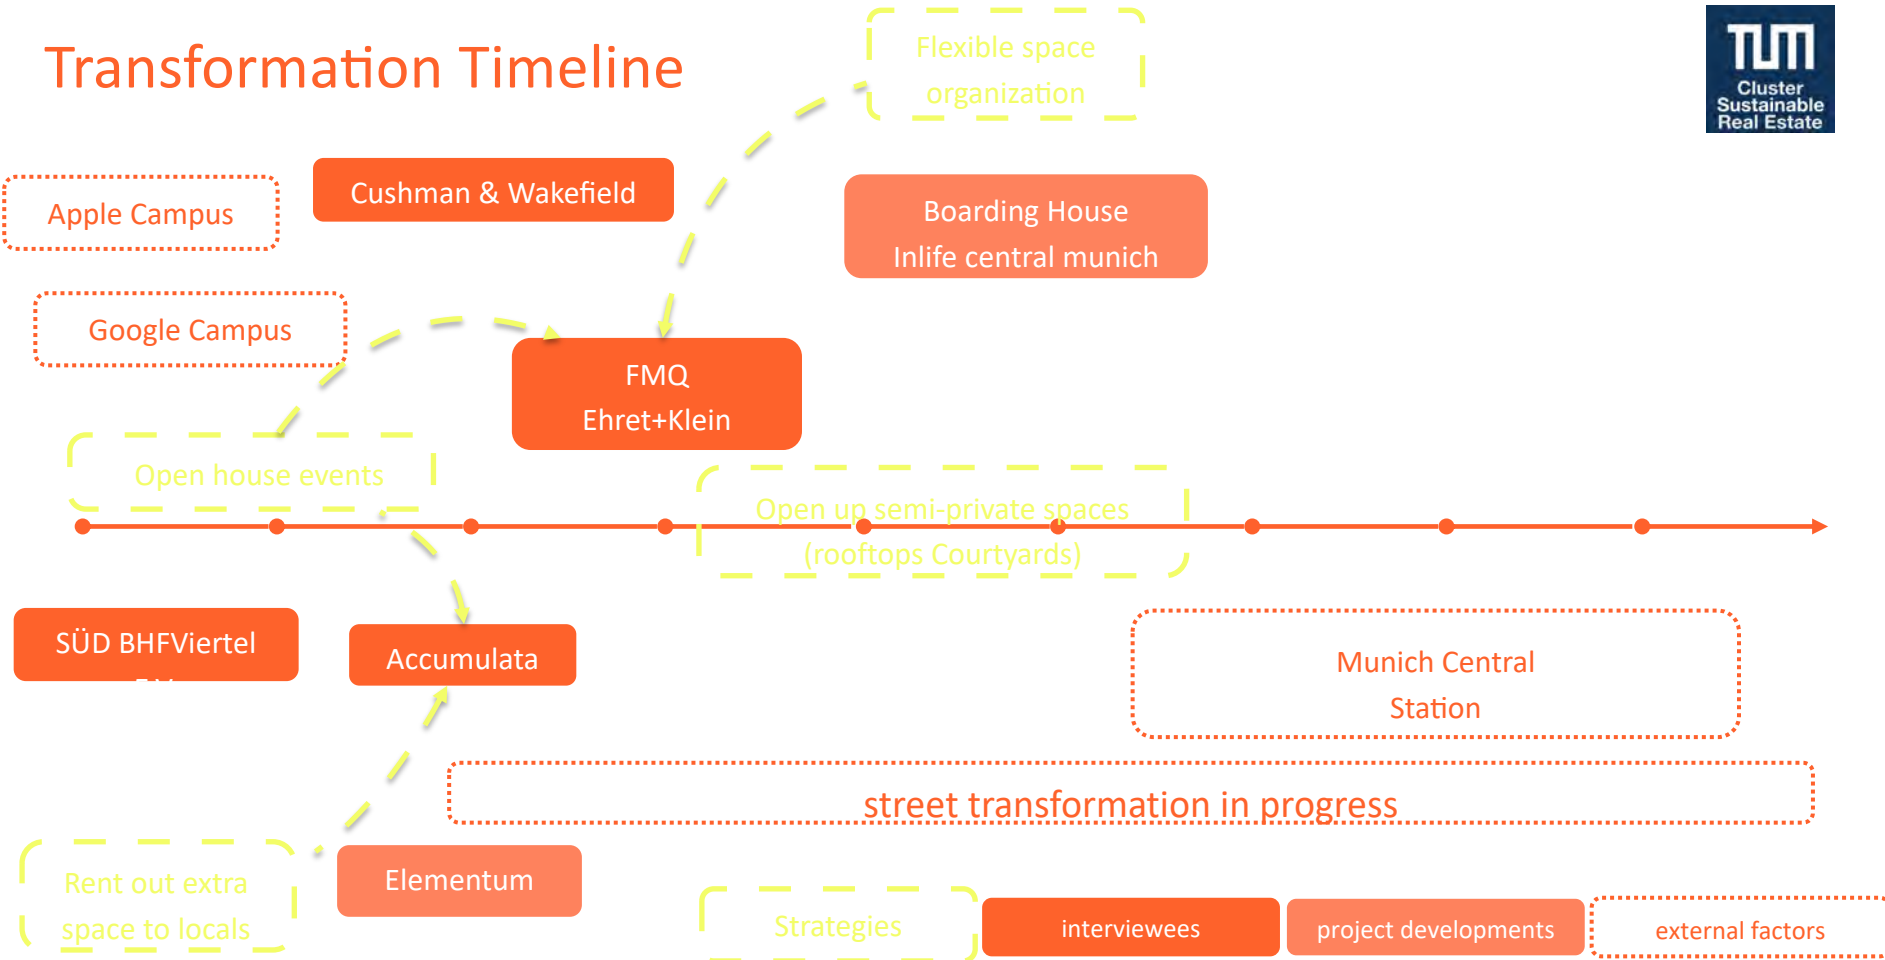 Transformation Timeline
Flexible space
organization
TUM
Cluster
Sustainable
Real Estate
Apple Campus
Cushman & Wakefield
Boarding House
Inlife central munich
Google Campus
FMQ
Ehret+Klein
Open house events
Open up semi-private spaces
(rooftops Courtyards)
SÜD BHFViertel
Accumulata
Munich Central
Station
street transformation in progress
Rent out extra
space to locals
Elementum
Strategies
interviewees
project developments
external factors